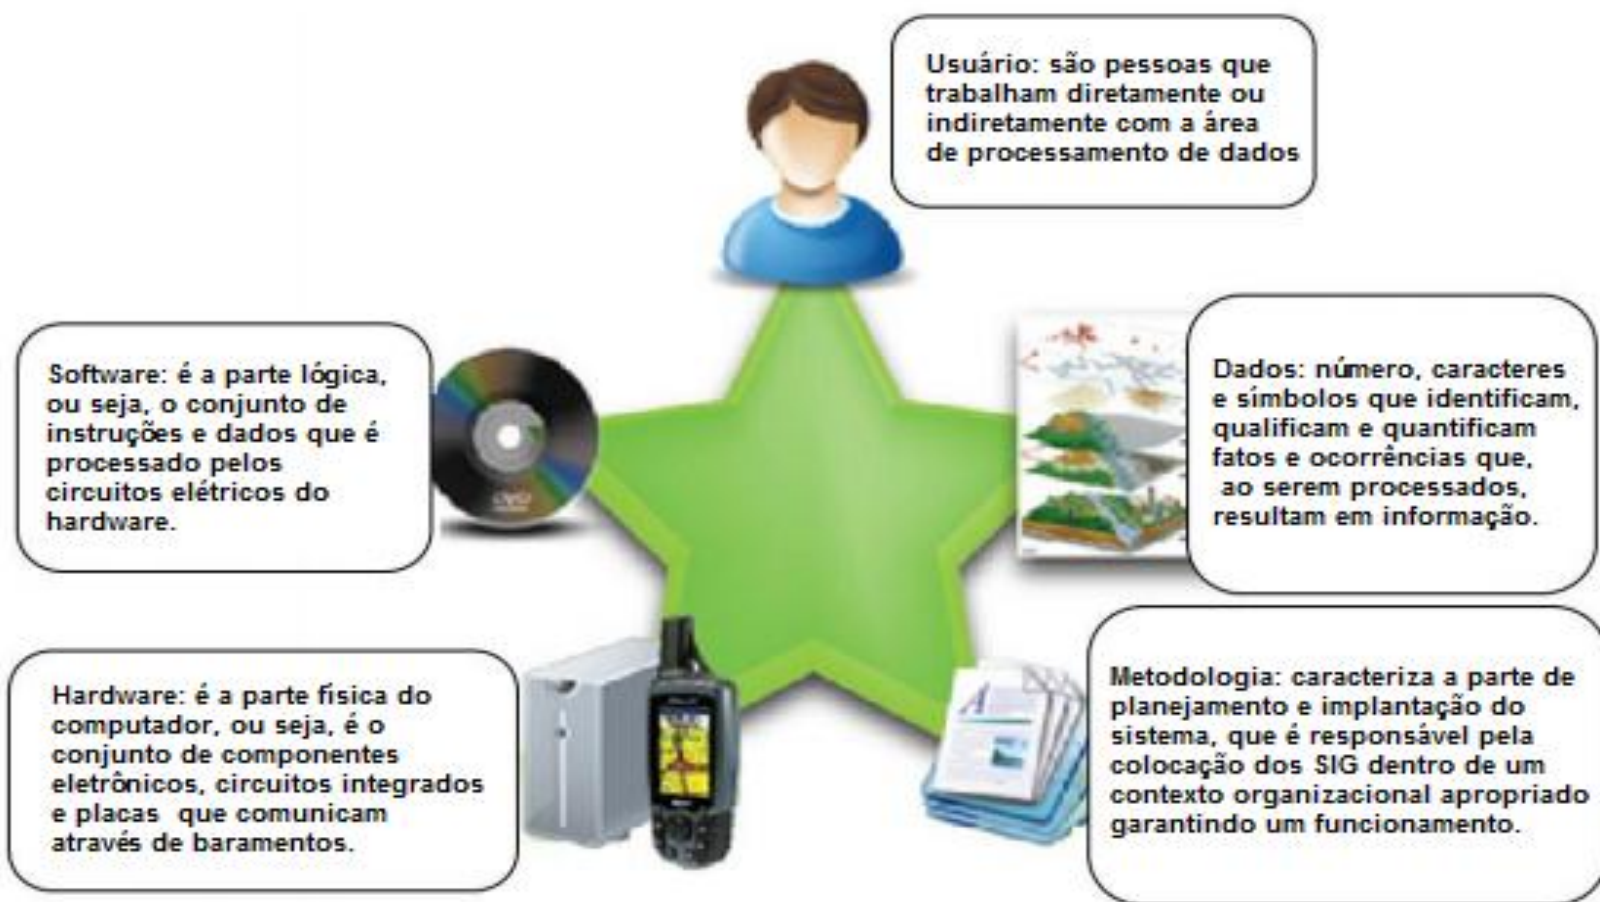 Usuário: são pessoas que
trabalham diretamente ou
indiretamente com a área
de processamento de dados
Software: é a parte lógica,
ou seja, o conjunto de
instruções e dados que é
processado pelos
circuitos elétricos do
hardware.
Dados: número, caracteres
e símbolos que identificam,
qualificam e quantificam
fatos e ocorrências que,
ao serem processados,
resultam em informação.
Hardware: é a parte física do
computador, ou seja, é o
conjunto de componentes
eletrônicos, circuitos integrados
e placas que comunicam
através de baramentos.
Metodologia: caracteriza a parte de
planejamento e implantação do
sistema, que é responsável pela
colocação dos SIG dentro de um
contexto organizacional apropriado
garantindo um funcionamento.
DVD
A